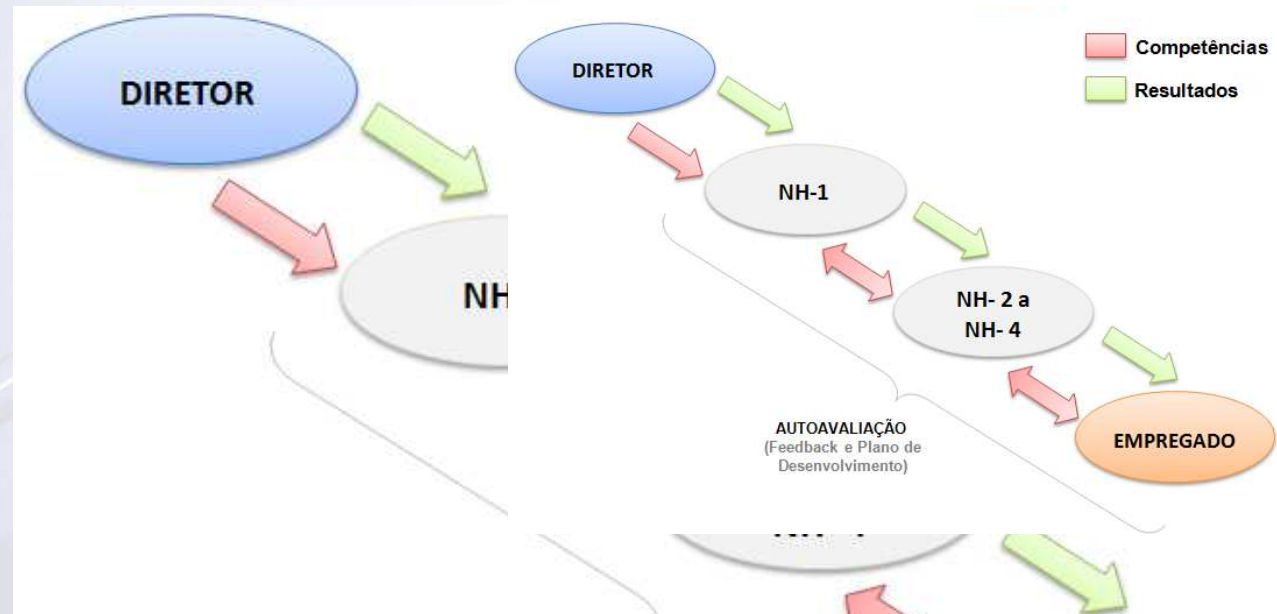 DIRETOR
NH
DIRETOR
Competências
Resultados
NH-1
NH- 2 a
NH- 4
AUTOAVALIAÇÃO
(Feedback e Plano de
Desenvolvimento)
EMPREGADO